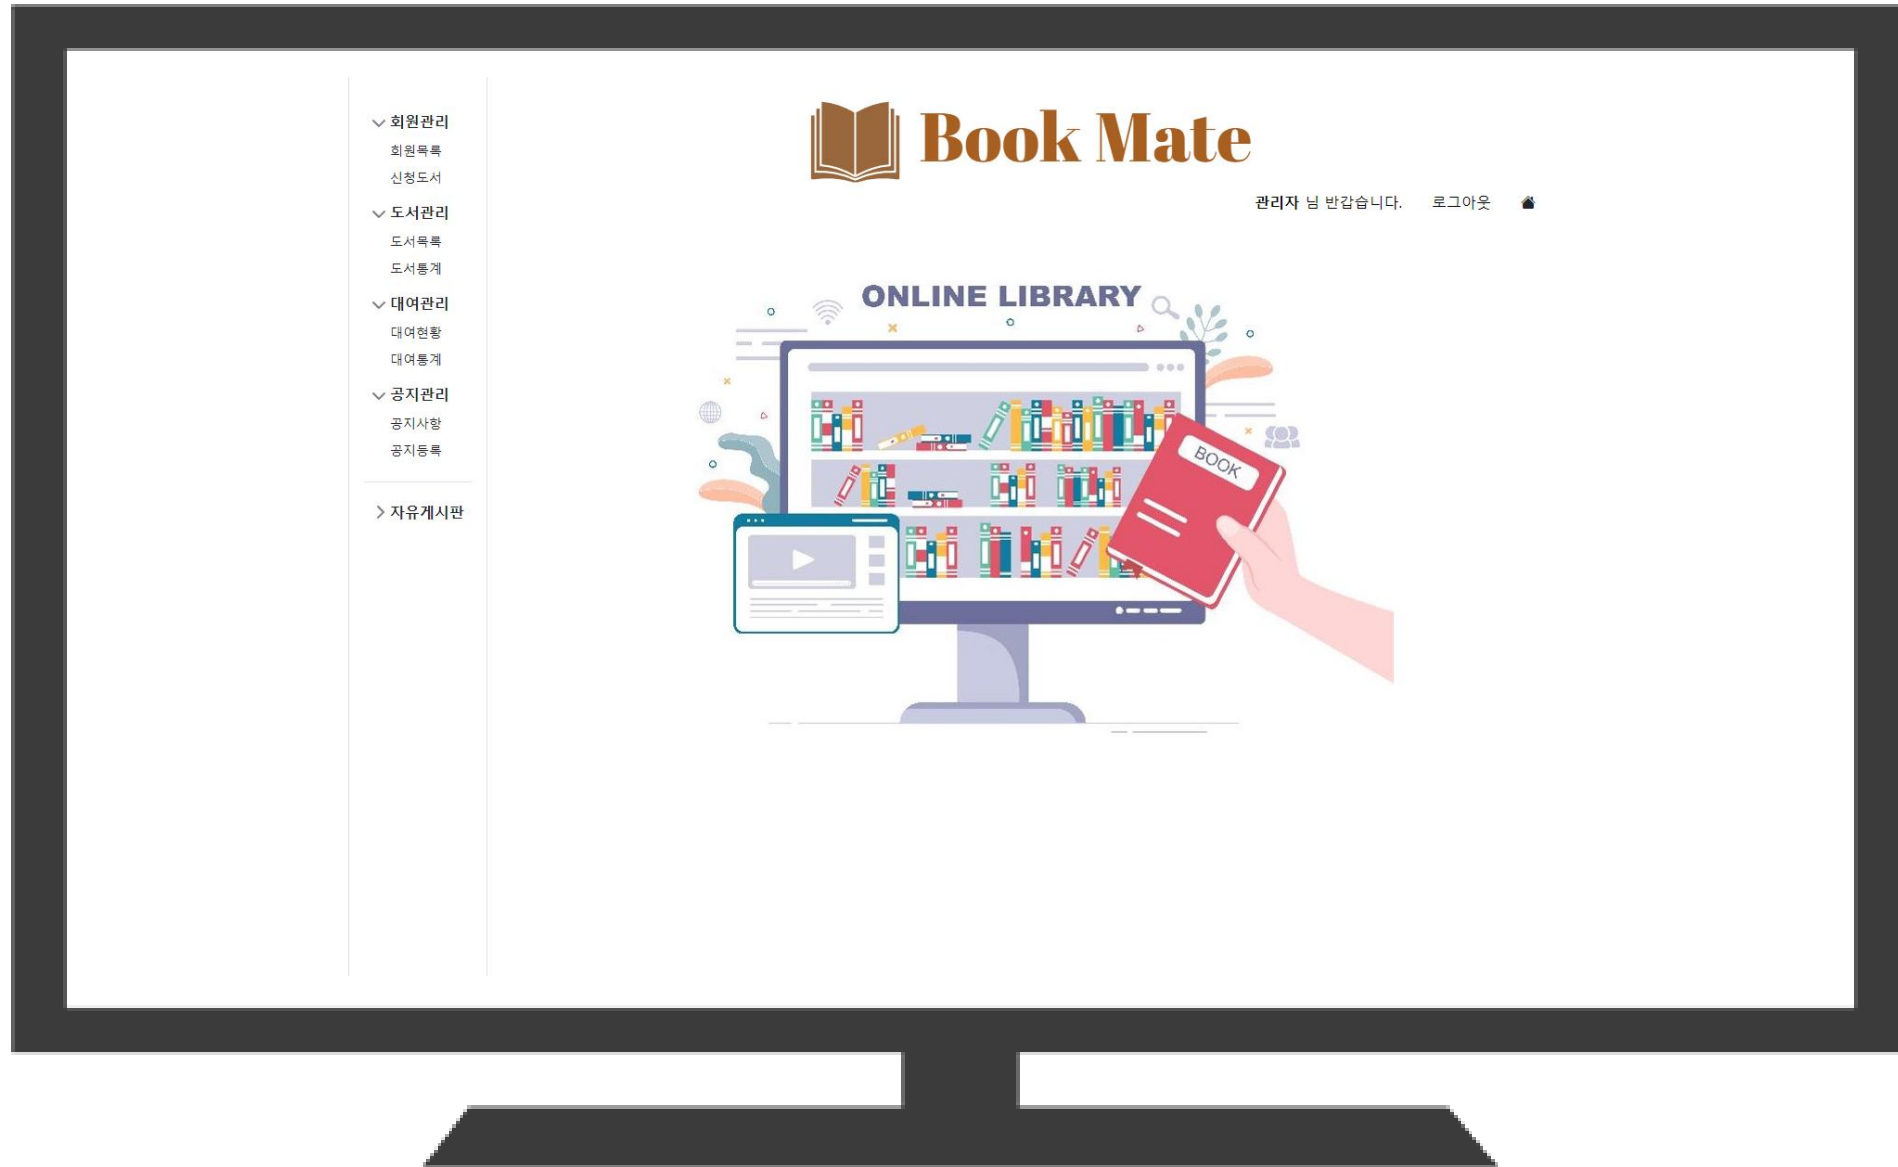 회원관리
회원목록
신청도서
도서관리
도서목록
도서통계
대여관리
대여현황
대여통계
공지관리
공지사항
공지등록
자유게시판
Book Mate
관리자 님 반갑습니다. 로그아웃
ONLINE LIBRARY
BOOK